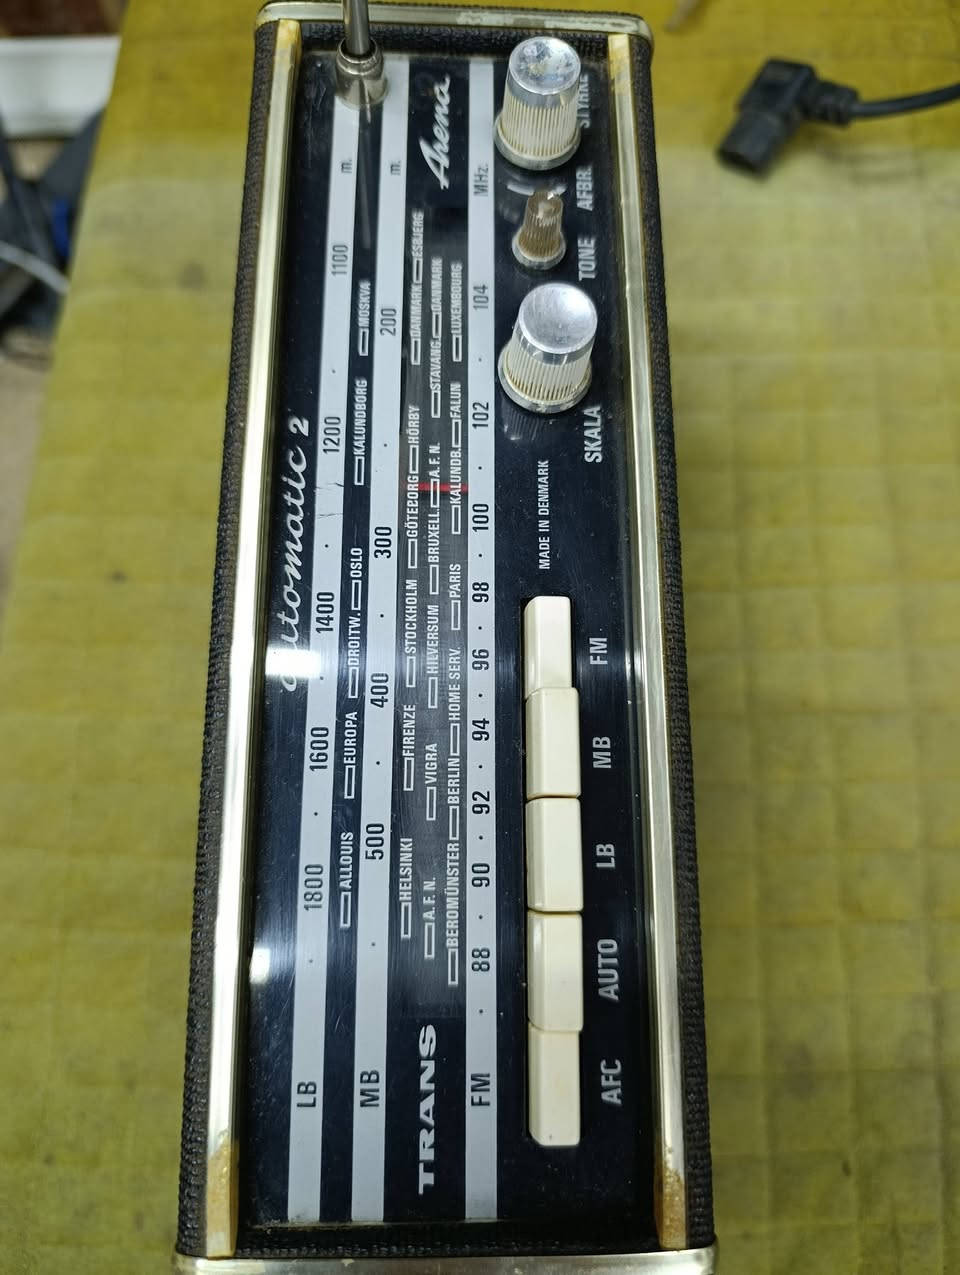 automatic 2
LB 1800 1600 1400 1200 1100 m.
ALLOUIS EUROPA DROITW. OSLO KALUNDBORG MOSKVA
MB 500 400 300 200 m.
HELSINKI FIRENZE STOCKHOLM GÖTEBORG HÖRBY DANMARK ESBJERG
TRANS A.F.N. VIGRA HILVERSUM BRUXELL. A.F.N. STAVANG. DANMARK Arena
BEROMÜNSTER BERLIN HOME SERV. PARIS KALUNDB. FALUN LUXEMBOURG
FM 88 90 92 94 96 98 100 102 104 MHz.
MADE IN DENMARK
AFC AUTO LB MB FM SKALA TONE AFBR. STYRKE